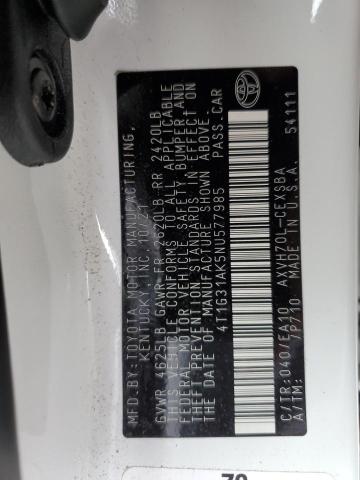 MFD. BY: TOYOTA MOTOR MANUFACTURING,
KENTUCKY, INC. 10/21
GVWR 4625LB GAWR FR 2620LB RR 2420LB
THIS VEHICLE CONFORMS TO ALL APPLICABLE
FEDERAL MOTOR VEHICLE SAFETY, BUMPER AND
THEFT PREVENTION STANDARDS IN EFFECT ON
THE DATE OF MANUFACTURE SHOWN ABOVE.
4T1G31AK5NU577985 PASS.CAR
C/TR:040/EA10 AXVH70L-CEXSBA
A/TM: 7P710 MADE IN U.S.A. 54111